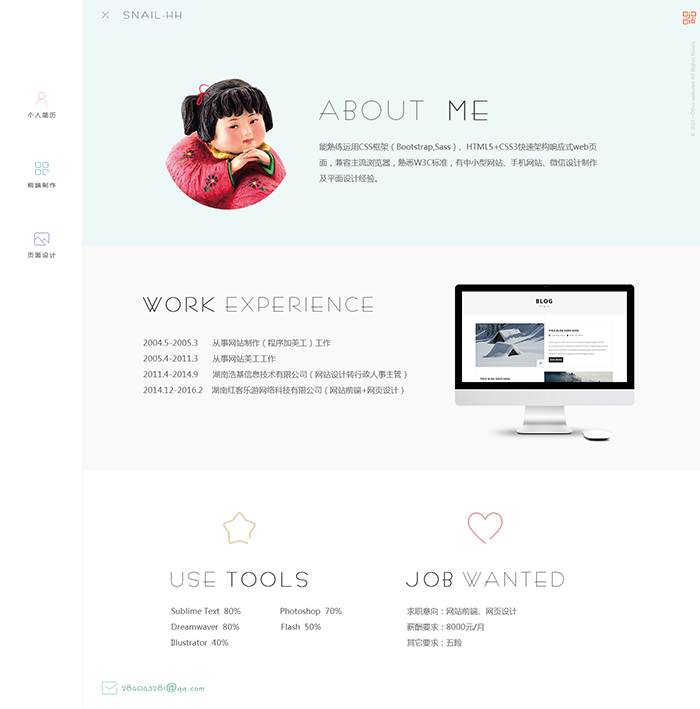 SNAIL-HH
个人简历
前端制作
页面设计
ABOUT ME
能熟练运用CSS框架（Bootstrap,Sass）、HTML5+CSS3快速架构响应式web页
面，兼容主流浏览器，熟悉W3C标准，有中小型网站、手机网站、微信设计制作
及平面设计经验。
WORK EXPERIENCE
2004.5-2005.3 从事网站制作（程序加美工）工作
2005.4-2011.3 从事网站美工工作
2011.4-2014.9 湖南浩基信息技术有限公司（网站设计转行政人事主管）
2014.12-2016.2 湖南红客乐游网络科技有限公司（网站前端+网页设计）
BLOG
TITLE BLOG GOES HERE
USE TOOLS
Sublime Text 80% Photoshop 70%
Dreamwaver 80% Flash 50%
Illustrator 40%
JOB WANTED
求职意向：网站前端、网页设计
薪酬要求：8000元/月
其它要求：五险
284043281@qq.com